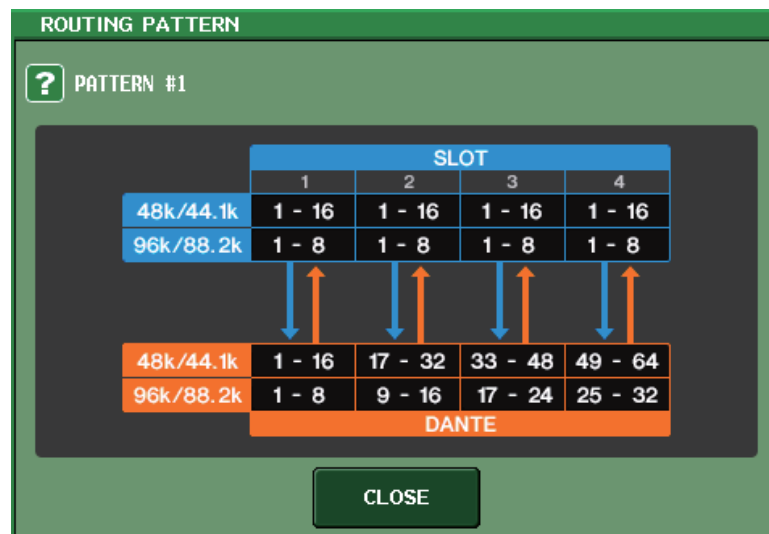 ROUTING PATTERN
? PATTERN #1
SLOT
1 2 3 4
48k/44.1k 1 - 16 1 - 16 1 - 16 1 - 16
96k/88.2k 1 - 8 1 - 8 1 - 8 1 - 8
48k/44.1k 1 - 16 17 - 32 33 - 48 49 - 64
96k/88.2k 1 - 8 9 - 16 17 - 24 25 - 32
DANTE
CLOSE